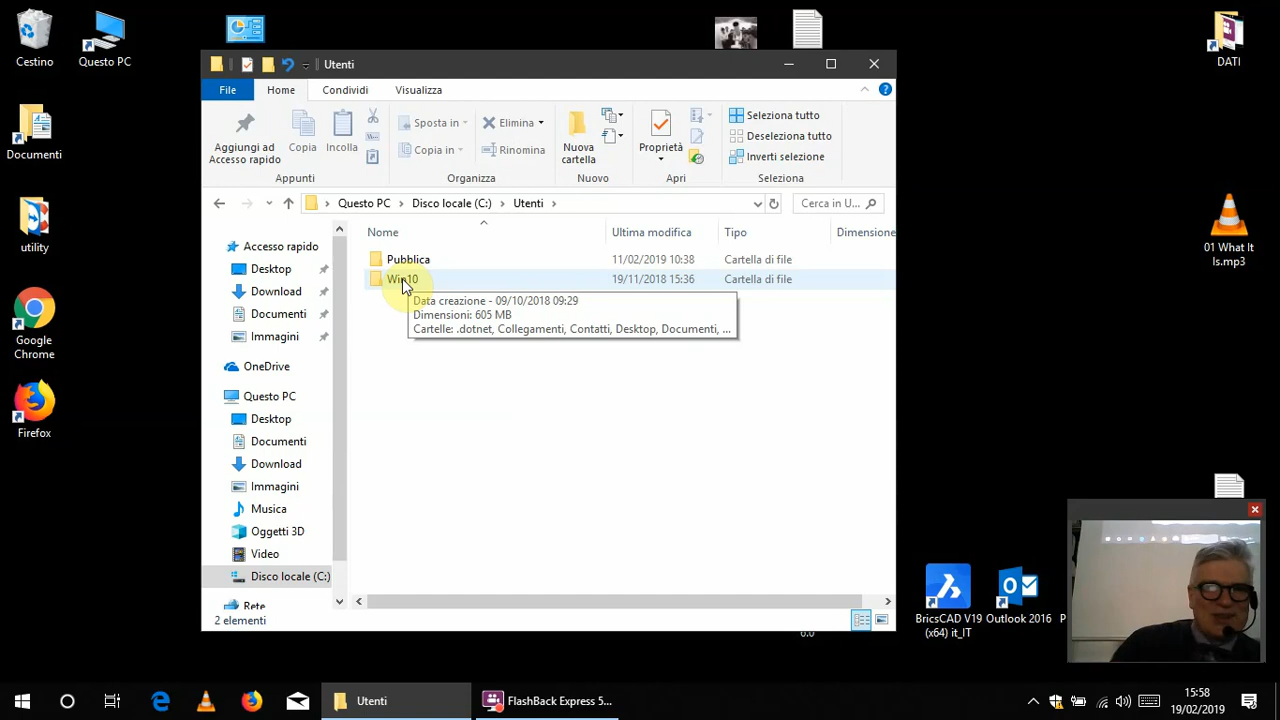 Cestino
Questo PC
DATI
Documenti
utility
Google
Chrome
Firefox
01 What It
Is.mp3
BricsCAD V19
(x64) it_IT
Outlook 2016
P
6.0
Utenti
File
Home
Condividi
Visualizza
Aggiungi ad
Accesso rapido
Copia
Incolla
Appunti
Sposta in
Copia in
Elimina
Rinomina
Organizza
Nuova
cartella
Nuovo
Proprietà
Apri
Seleziona tutto
Deseleziona tutto
Inverti selezione
Seleziona
Questo PC > Disco locale (C:) > Utenti >
Cerca in U...
Nome Ultima modifica Tipo Dimensione
Pubblica 11/02/2019 10:38 Cartella di file
Win10 19/11/2018 15:36 Cartella di file
Data creazione - 09/10/2018 09:29
Dimensioni: 605 MB
Cartelle: .dotnet, Collegamenti, Contatti, Desktop, Documenti, ...
Accesso rapido
Desktop
Download
Documenti
Immagini
OneDrive
Questo PC
Desktop
Documenti
Download
Immagini
Musica
Oggetti 3D
Video
Disco locale (C:)
Rete
2 elementi
Utenti
FlashBack Express 5...
15:58
19/02/2019